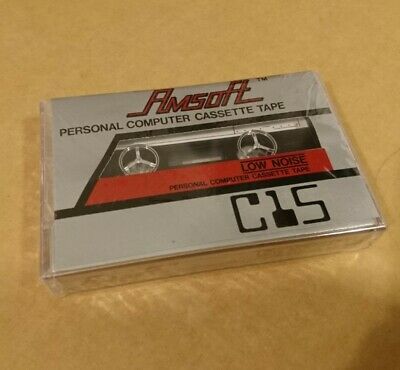 Amsoft™
PERSONAL COMPUTER CASSETTE TAPE
LOW NOISE
PERSONAL COMPUTER CASSETTE TAPE
C15